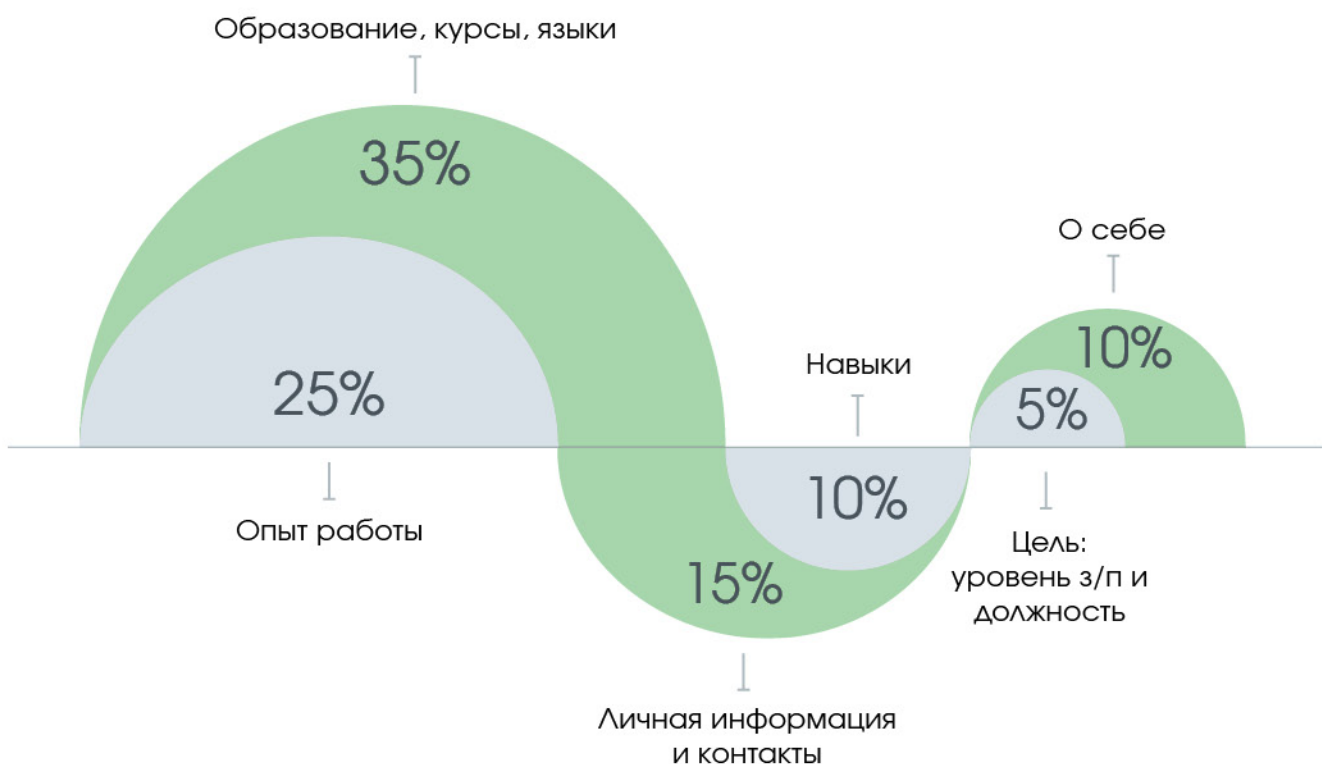 Образование, курсы, языки
35%
О себе
10%
Навыки
25%
5%
10%
Опыт работы
Цель:
уровень з/п и
должность
15%
Личная информация
и контакты